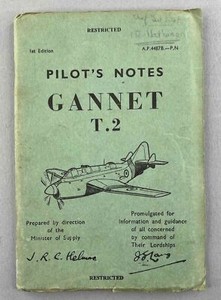 RESTRICTED
1st Edition
A.P.4487B.—P.N
PILOT'S NOTES
GANNET
T.2
Prepared by direction
of the
Minister of Supply
Promulgated for
information and guidance
of all concerned
by command of
Their Lordships
J. R. C. Helmore
RESTRICTED